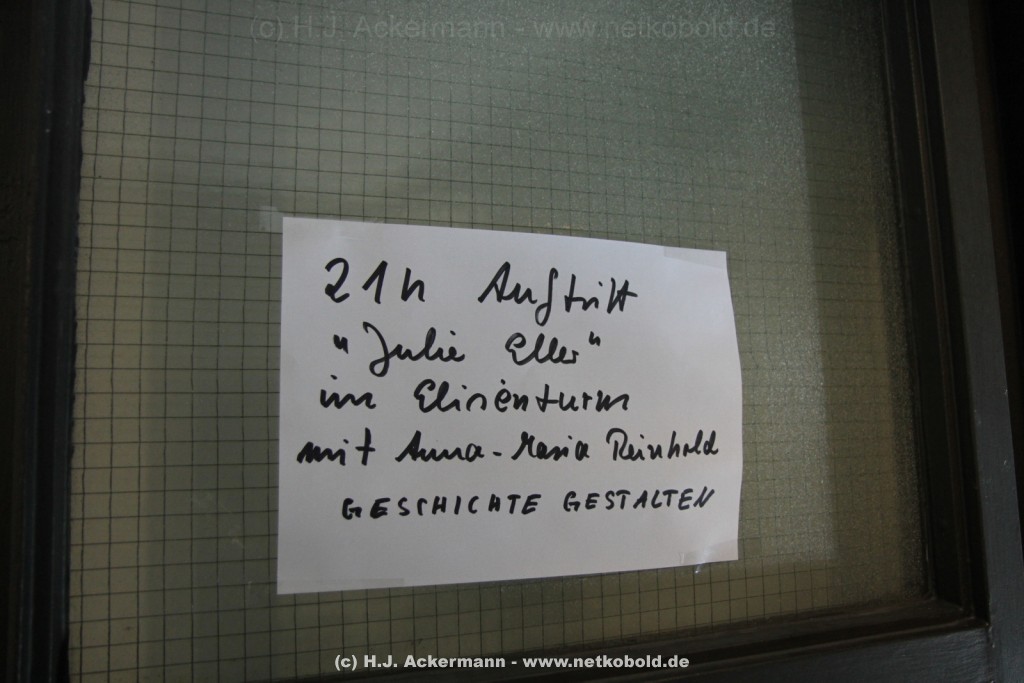 (c) H.J. Ackermann - www.netkobold.de
21h Auftritt
"Julie Eller"
im Elisenturm
mit Anna-Maria Reinhold
GESCHICHTE GESTALTEN
(c) H.J. Ackermann - www.netkobold.de